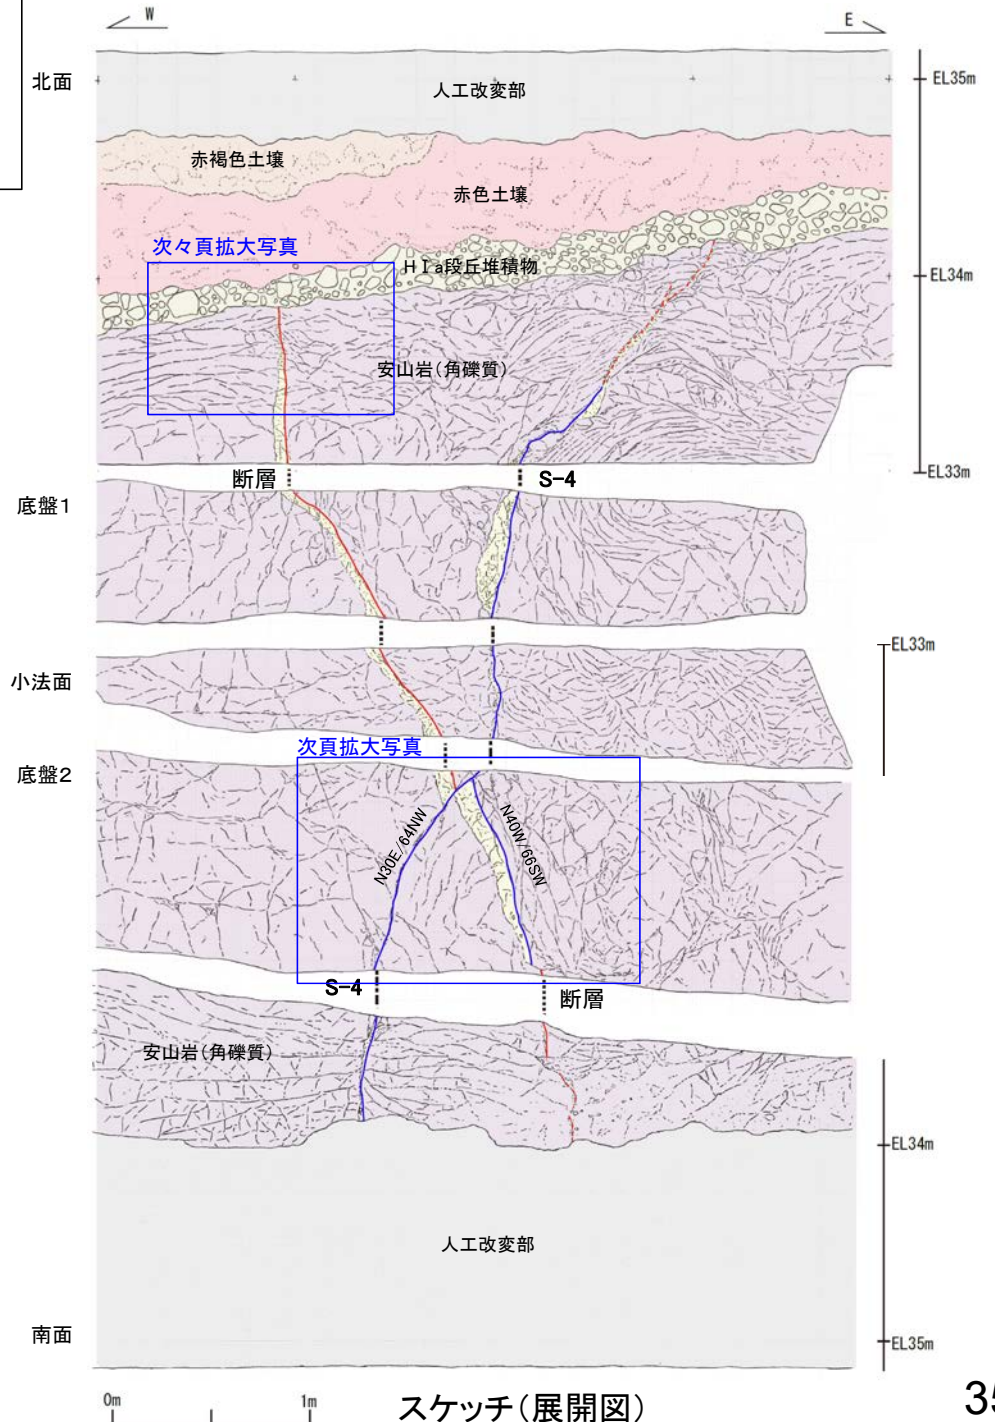 W
E
北面
人工改変部
EL35m
赤褐色土壌
赤色土壌
次々頁拡大写真
HⅠa段丘堆積物
EL34m
安山岩(角礫質)
EL33m
断層
S-4
底盤1
EL33m
小法面
次頁拡大写真
底盤2
N30E/64NW
N40W/66SW
S-4
断層
安山岩(角礫質)
EL34m
人工改変部
南面
EL35m
0m
1m
スケッチ(展開図)